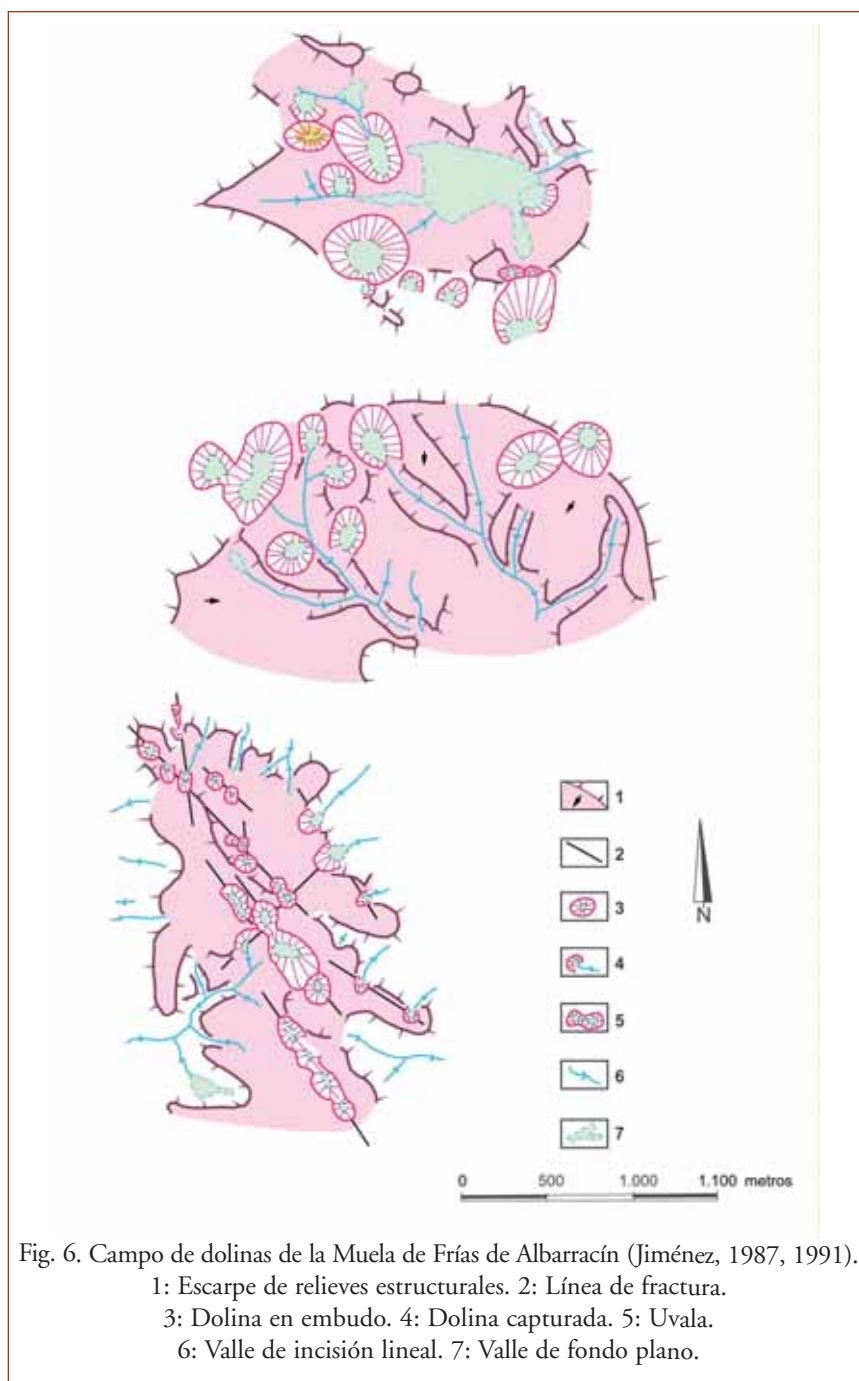 1
2
3
4
5
6
7
N
0 500 1.000 1.100 metros
Fig. 6. Campo de dolinas de la Muela de Frías de Albarracín (Jiménez, 1987, 1991).
1: Escarpe de relieves estructurales. 2: Línea de fractura.
3: Dolina en embudo. 4: Dolina capturada. 5: Uvala.
6: Valle de incisión lineal. 7: Valle de fondo plano.